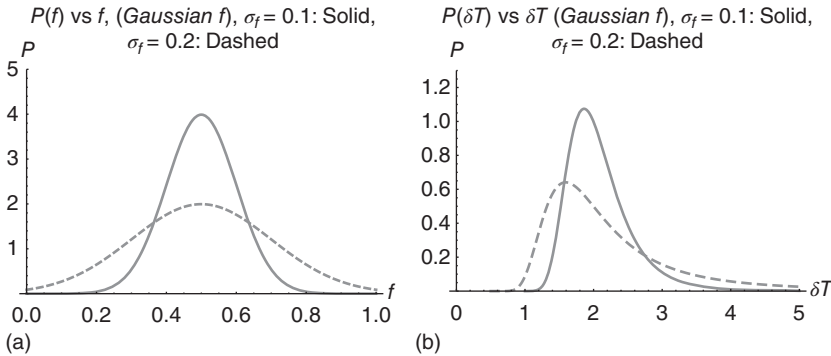 P(f) vs f, (Gaussian f), σf = 0.1: Solid,
σf = 0.2: Dashed
P
5
4
3
2
1
0.0 0.2 0.4 0.6 0.8 1.0
f
(a)
P(δT) vs δT (Gaussian f), σf = 0.1: Solid,
σf = 0.2: Dashed
P
1.2
1.0
0.8
0.6
0.4
0.2
0 1 2 3 4 5
δT
(b)